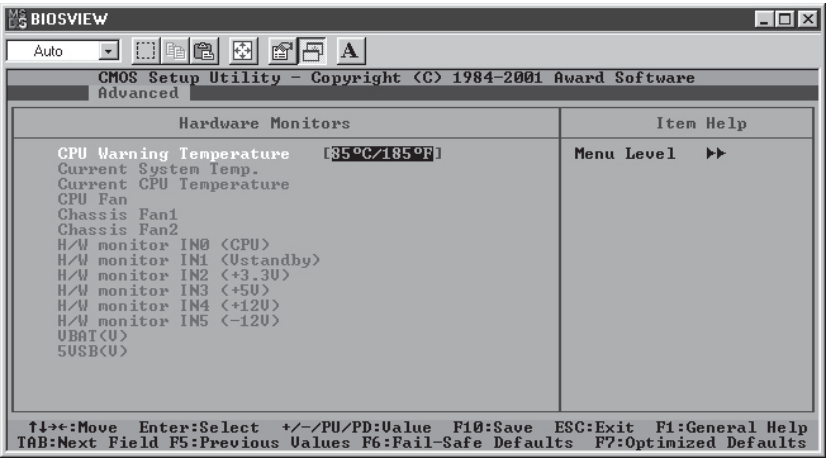 BIOSVIEW
Auto
A
CMOS Setup Utility - Copyright (C) 1984-2001 Award Software
Advanced
Hardware Monitors
Item Help
CPU Warning Temperature [85ºC/185ºF]
Menu Level ▶▶
Current System Temp.
Current CPU Temperature
CPU Fan
Chassis Fan1
Chassis Fan2
H/W monitor IN0 (CPU)
H/W monitor IN1 (Vstandby)
H/W monitor IN2 (+3.3V)
H/W monitor IN3 (+5V)
H/W monitor IN4 (+12V)
H/W monitor IN5 (-12V)
VBAT(V)
5VSB(V)
↑↓→←:Move Enter:Select +/-/PU/PD:Value F10:Save ESC:Exit F1:General Help
TAB:Next Field F5:Previous Values F6:Fail-Safe Defaults F7:Optimized Defaults